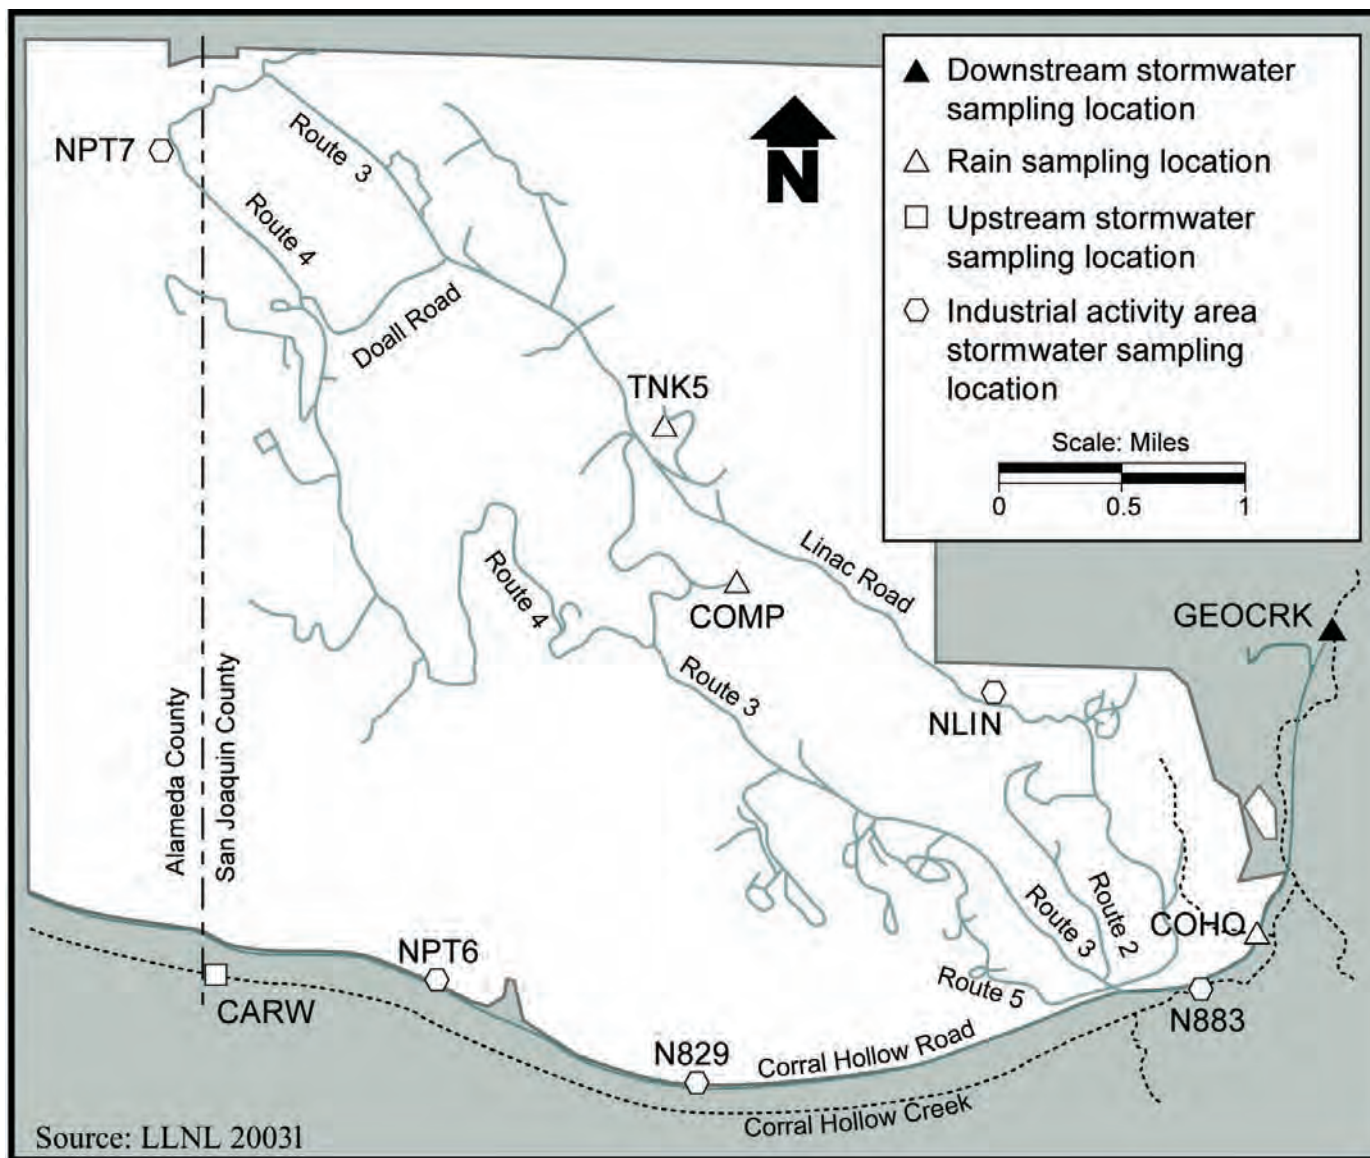 Downstream stormwater
sampling location
Rain sampling location
Upstream stormwater
sampling location
Industrial activity area
stormwater sampling
location
Scale: Miles
0 0.5 1
N
NPT7
Route 3
Route 4
Doall Road
TNK5
Linac Road
Route 4
COMP
GEOCRK
Route 3
NLIN
Alameda County
San Joaquin County
Route 3
Route 2
COHO
NPT6
CARW
Route 5
N883
N829
Corral Hollow Road
Corral Hollow Creek
Source: LLNL 2003l